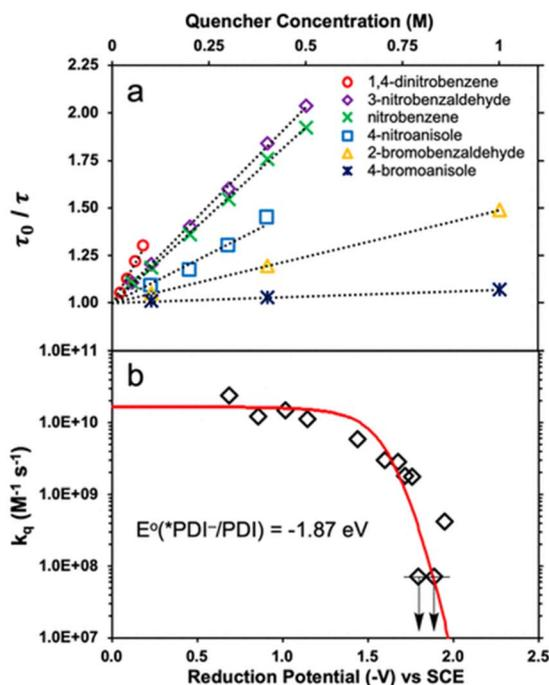 Quencher Concentration (M)
0 0.25 0.5 0.75 1
2.25
2.00
1.75
1.50
1.25
1.00
τ₀ / τ
a
1,4-dinitrobenzene
3-nitrobenzaldehyde
nitrobenzene
4-nitroanisole
2-bromobenzaldehyde
4-bromoanisole
1.0E+11
1.0E+10
1.0E+09
1.0E+08
1.0E+07
k_q (M⁻¹ s⁻¹)
b
Eº(*PDI⁻/PDI) = -1.87 eV
0.0 0.5 1.0 1.5 2.0 2.5
Reduction Potential (-V) vs SCE